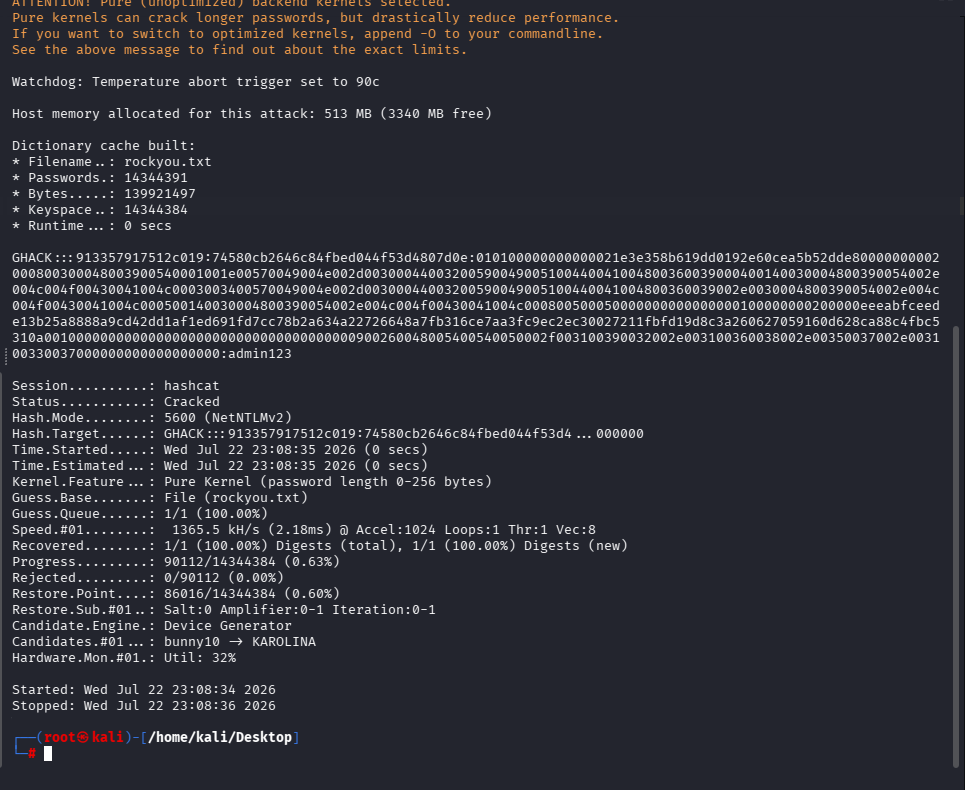 ATTENTION! Pure (unoptimized) backend kernels selected.
Pure kernels can crack longer passwords, but drastically reduce performance.
If you want to switch to optimized kernels, append -O to your commandline.
See the above message to find out about the exact limits.
Watchdog: Temperature abort trigger set to 90c
Host memory allocated for this attack: 513 MB (3340 MB free)
Dictionary cache built:
* Filename..: rockyou.txt
* Passwords.: 14344391
* Bytes.....: 139921497
* Keyspace..: 14344384
* Runtime...: 0 secs
GHACK:::913357917512c019:74580cb2646c84fbed044f53d4807d0e:010100000000000021e3e358b619dd0192e60cea5b52dde80000000002
000800300048003900540001001e00570049004e002d00300044003200590049005100440041004800360039000400140030004800390054002e
004c004f00430041004c0003003400570049004e002d00300044003200590049005100440041004800360039002e0030004800390054002e004c
004f00430041004c000500140030004800390054002e004c004f00430041004c000800500050000000000000000100000000200000eeeabfceed
e13b25a8888a9cd42dd1af1ed691fd7cc78b2a634a22726648a7fb316ce7aa3fc9ec2ec30027211fbfd19d8c3a260627059160d628ca88c4fbc5
310a001000000000000000000000000000000000000900260048005400540050002f003100390032002e003100360038002e00350037002e0031
00330037000000000000000000:admin123
Session..........: hashcat
Status...........: Cracked
Hash.Mode........: 5600 (NetNTLMv2)
Hash.Target......: GHACK:::913357917512c019:74580cb2646c84fbed044f53d4...000000
Time.Started.....: Wed Jul 22 23:08:35 2026 (0 secs)
Time.Estimated...: Wed Jul 22 23:08:35 2026 (0 secs)
Kernel.Feature...: Pure Kernel (password length 0-256 bytes)
Guess.Base.......: File (rockyou.txt)
Guess.Queue......: 1/1 (100.00%)
Speed.#01........:  1365.5 kH/s (2.18ms) @ Accel:1024 Loops:1 Thr:1 Vec:8
Recovered........: 1/1 (100.00%) Digests (total), 1/1 (100.00%) Digests (new)
Progress.........: 90112/14344384 (0.63%)
Rejected.........: 0/90112 (0.00%)
Restore.Point....: 86016/14344384 (0.60%)
Restore.Sub.#01..: Salt:0 Amplifier:0-1 Iteration:0-1
Candidate.Engine.: Device Generator
Candidates.#01...: bunny10 -> KAROLINA
Hardware.Mon.#01.: Util: 32%
Started: Wed Jul 22 23:08:34 2026
Stopped: Wed Jul 22 23:08:36 2026
┌──(root㉿kali)-[/home/kali/Desktop]
└─#